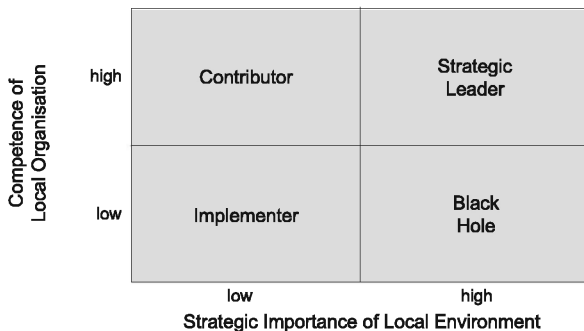 Competence of
Local Organisation
high
Contributor
Strategic
Leader
low
Implementer
Black
Hole
low
high
Strategic Importance of Local Environment